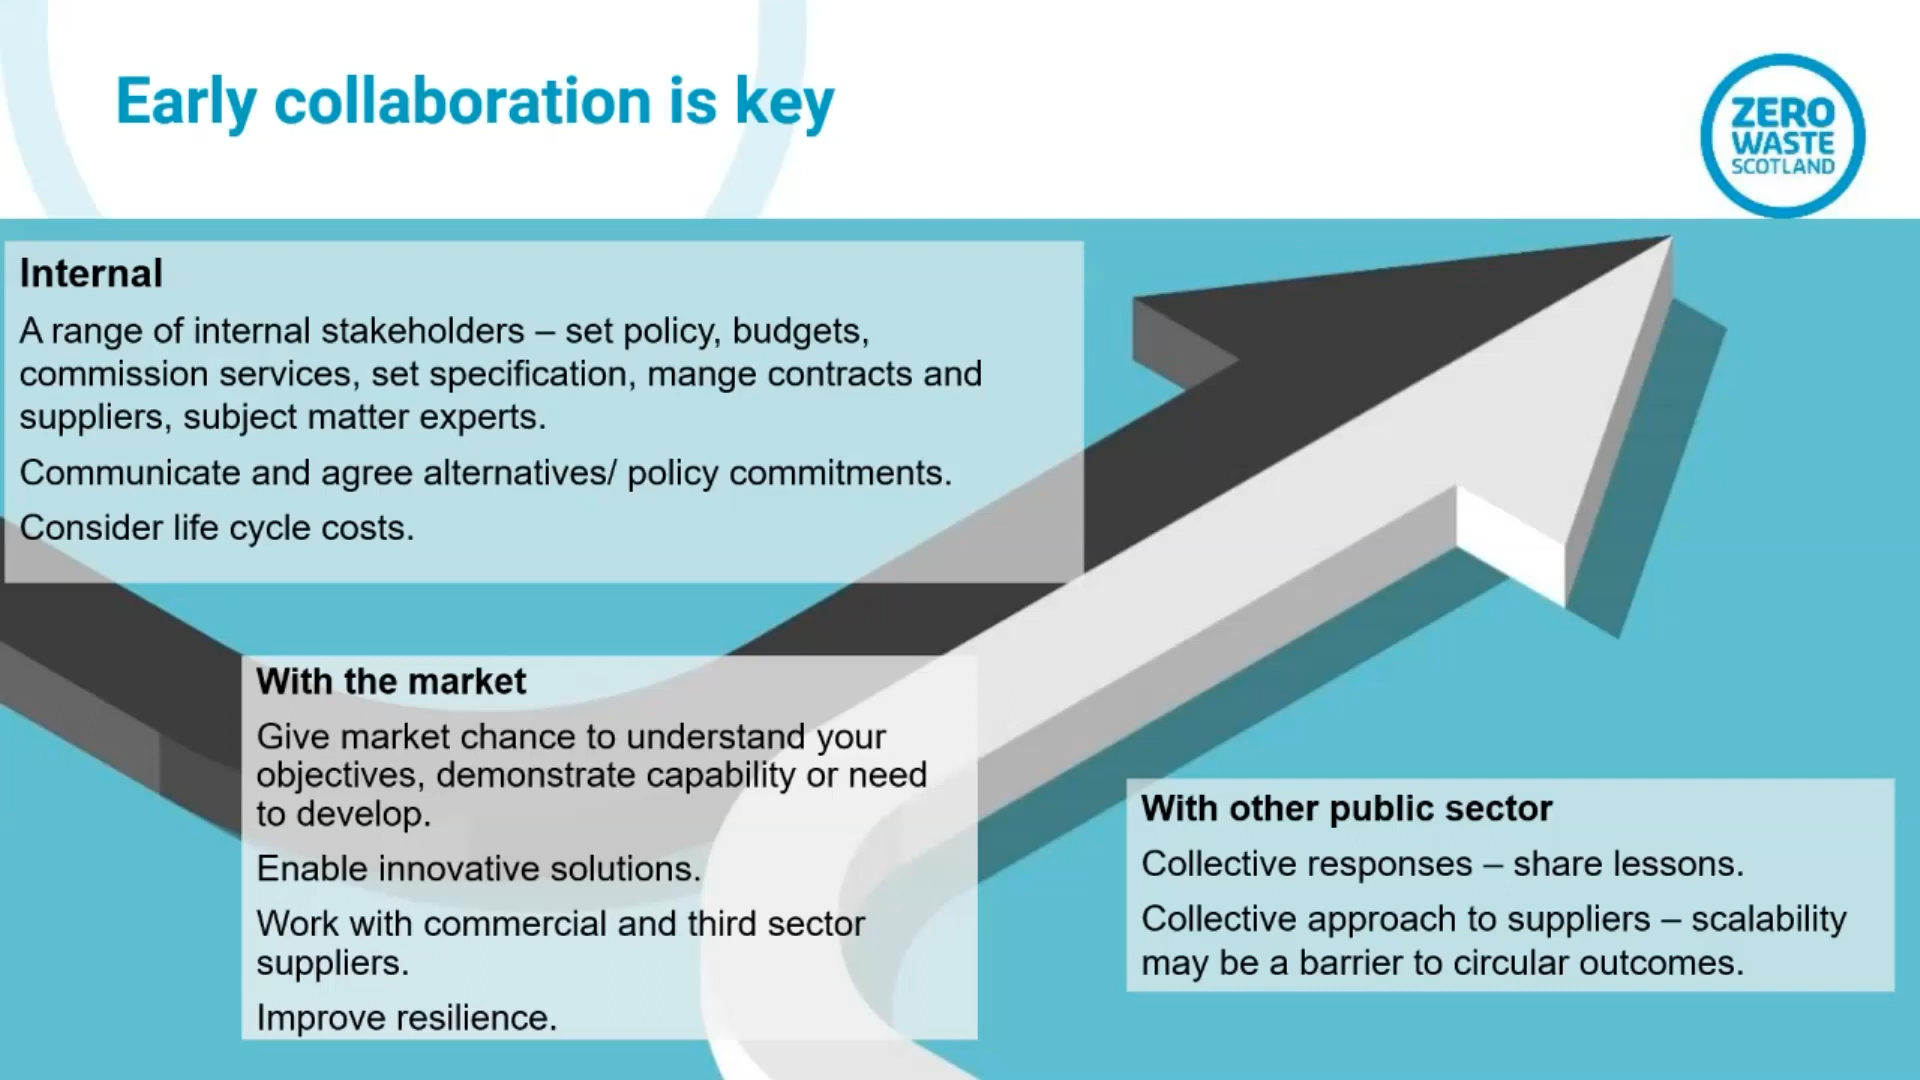 Early collaboration is key
ZERO
WASTE
SCOTLAND
Internal
A range of internal stakeholders – set policy, budgets,
commission services, set specification, mange contracts and
suppliers, subject matter experts.
Communicate and agree alternatives/ policy commitments.
Consider life cycle costs.
With the market
Give market chance to understand your
objectives, demonstrate capability or need
to develop.
Enable innovative solutions.
Work with commercial and third sector
suppliers.
Improve resilience.
With other public sector
Collective responses – share lessons.
Collective approach to suppliers – scalability
may be a barrier to circular outcomes.